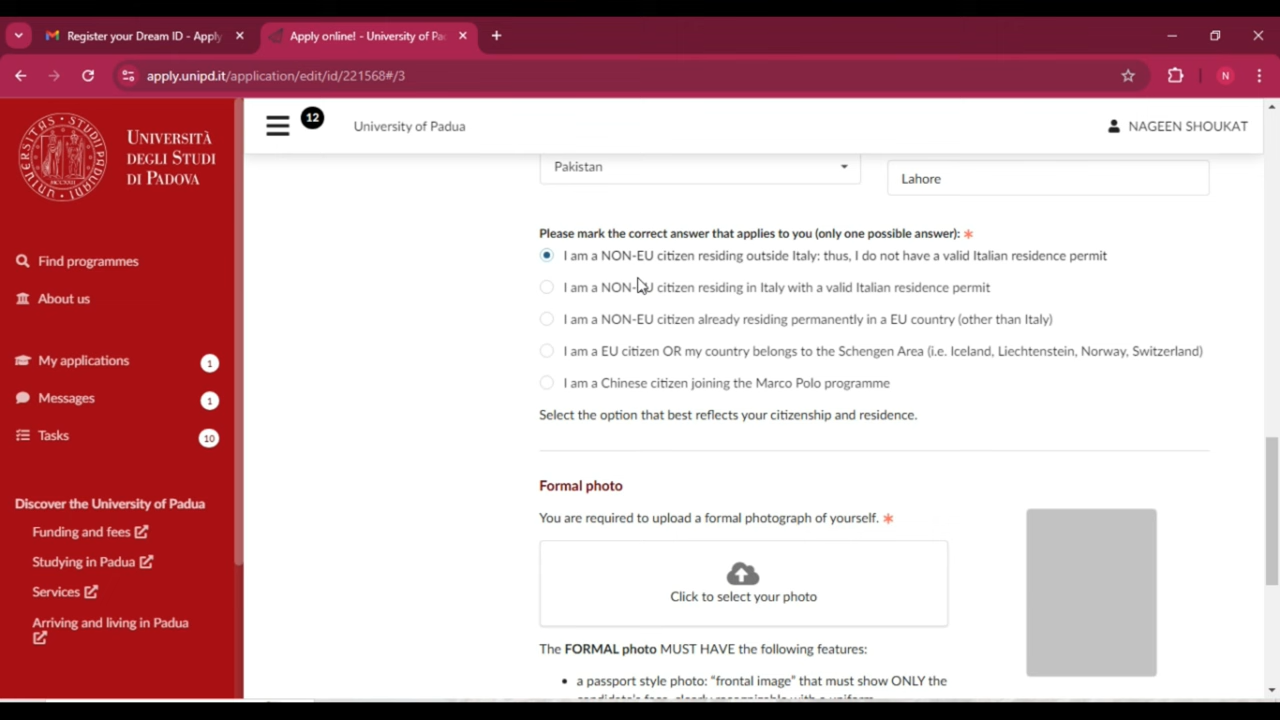 Register your Dream ID - Apply
Apply online! - University of Pa
apply.unipd.it/application/edit/id/221568#/3
N
UNIVERSITÀ
DEGLI STUDI
DI PADOVA
12
University of Padua
NAGEEN SHOUKAT
Find programmes
About us
My applications
1
Messages
1
Tasks
10
Discover the University of Padua
Funding and fees
Studying in Padua
Services
Arriving and living in Padua
Pakistan
Lahore
Please mark the correct answer that applies to you (only one possible answer): *
I am a NON-EU citizen residing outside Italy: thus, I do not have a valid Italian residence permit
I am a NON-EU citizen residing in Italy with a valid Italian residence permit
I am a NON-EU citizen already residing permanently in a EU country (other than Italy)
I am a EU citizen OR my country belongs to the Schengen Area (i.e. Iceland, Liechtenstein, Norway, Switzerland)
I am a Chinese citizen joining the Marco Polo programme
Select the option that best reflects your citizenship and residence.
Formal photo
You are required to upload a formal photograph of yourself. *
Click to select your photo
The FORMAL photo MUST HAVE the following features:
• a passport style photo: “frontal image” that must show ONLY the